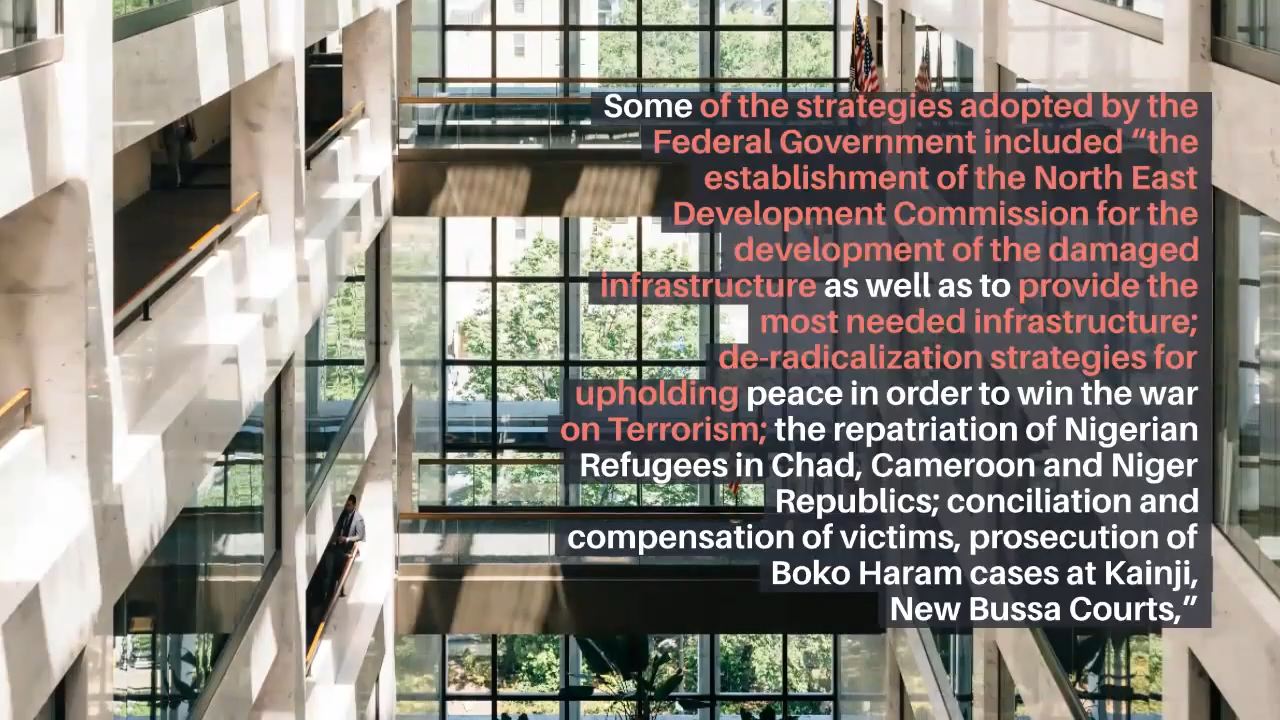 Some of the strategies adopted by the
Federal Government included “the
establishment of the North East
Development Commission for the
development of the damaged
infrastructure as well as to provide the
most needed infrastructure;
de-radicalization strategies for
upholding peace in order to win the war
on Terrorism; the repatriation of Nigerian
Refugees in Chad, Cameroon and Niger
Republics; conciliation and
compensation of victims, prosecution of
Boko Haram cases at Kainji,
New Bussa Courts,”